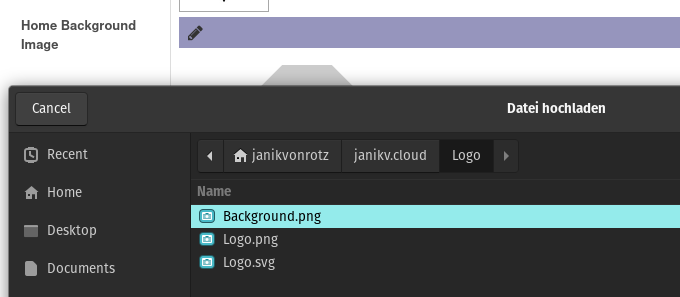 Home Background
Image
Cancel
Datei hochladen
Recent
janikvonrotz
janikv.cloud
Logo
Home
Name
Desktop
Background.png
Logo.png
Documents
Logo.svg